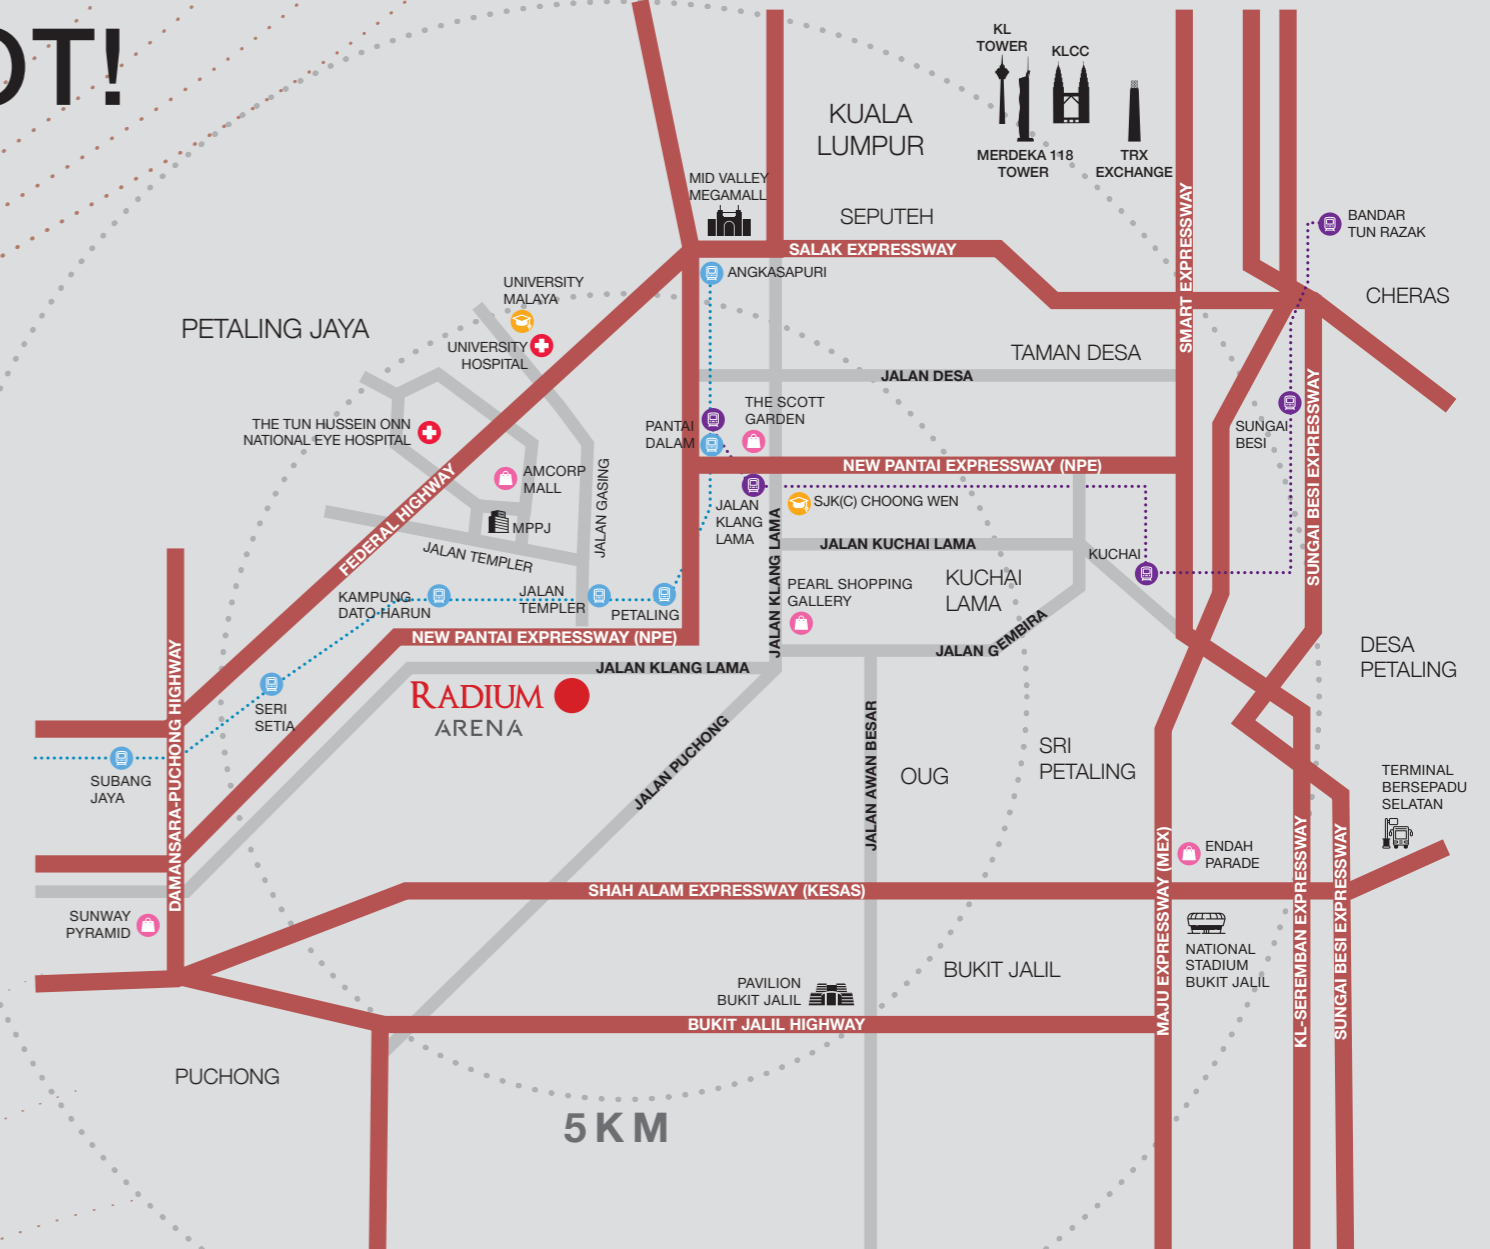 OT!
KL
TOWER
KLCC
KUALA
LUMPUR
MERDEKA 118
TOWER
TRX
EXCHANGE
MID VALLEY
MEGAMALL
SEPUTEH
SALAK EXPRESSWAY
SMART EXPRESSWAY
BANDAR
TUN RAZAK
ANGKASAPURI
CHERAS
UNIVERSITY
MALAYA
PETALING JAYA
UNIVERSITY
HOSPITAL
TAMAN DESA
JALAN DESA
THE SCOTT
GARDEN
PANTAI
DALAM
THE TUN HUSSEIN ONN
NATIONAL EYE HOSPITAL
SUNGAI
BESI
SUNGAI BESI EXPRESSWAY
NEW PANTAI EXPRESSWAY (NPE)
AMCORP
MALL
JALAN GASING
FEDERAL HIGHWAY
MPPJ
JALAN
KLANG
LAMA
JALAN KLANG LAMA
SJK(C) CHOONG WEN
JALAN TEMPLER
JALAN KUCHAI LAMA
KUCHAI
KUCHAI
LAMA
PEARL SHOPPING
GALLERY
KAMPUNG
DATO HARUN
JALAN
TEMPLER
PETALING
NEW PANTAI EXPRESSWAY (NPE)
JALAN GEMBIRA
DESA
PETALING
JALAN KLANG LAMA
RADIUM
ARENA
SERI
SETIA
DAMANSARA-PUCHONG HIGHWAY
SUBANG
JAYA
JALAN PUCHONG
JALAN AWAN BESAR
OUG
SRI
PETALING
TERMINAL
BERSEPADU
SELATAN
ENDAH
PARADE
MAJU EXPRESSWAY (MEX)
KL-SEREMBAN EXPRESSWAY
SUNGAI BESI EXPRESSWAY
SHAH ALAM EXPRESSWAY (KESAS)
SUNWAY
PYRAMID
NATIONAL
STADIUM
BUKIT JALIL
BUKIT JALIL
PAVILION
BUKIT JALIL
BUKIT JALIL HIGHWAY
PUCHONG
5KM